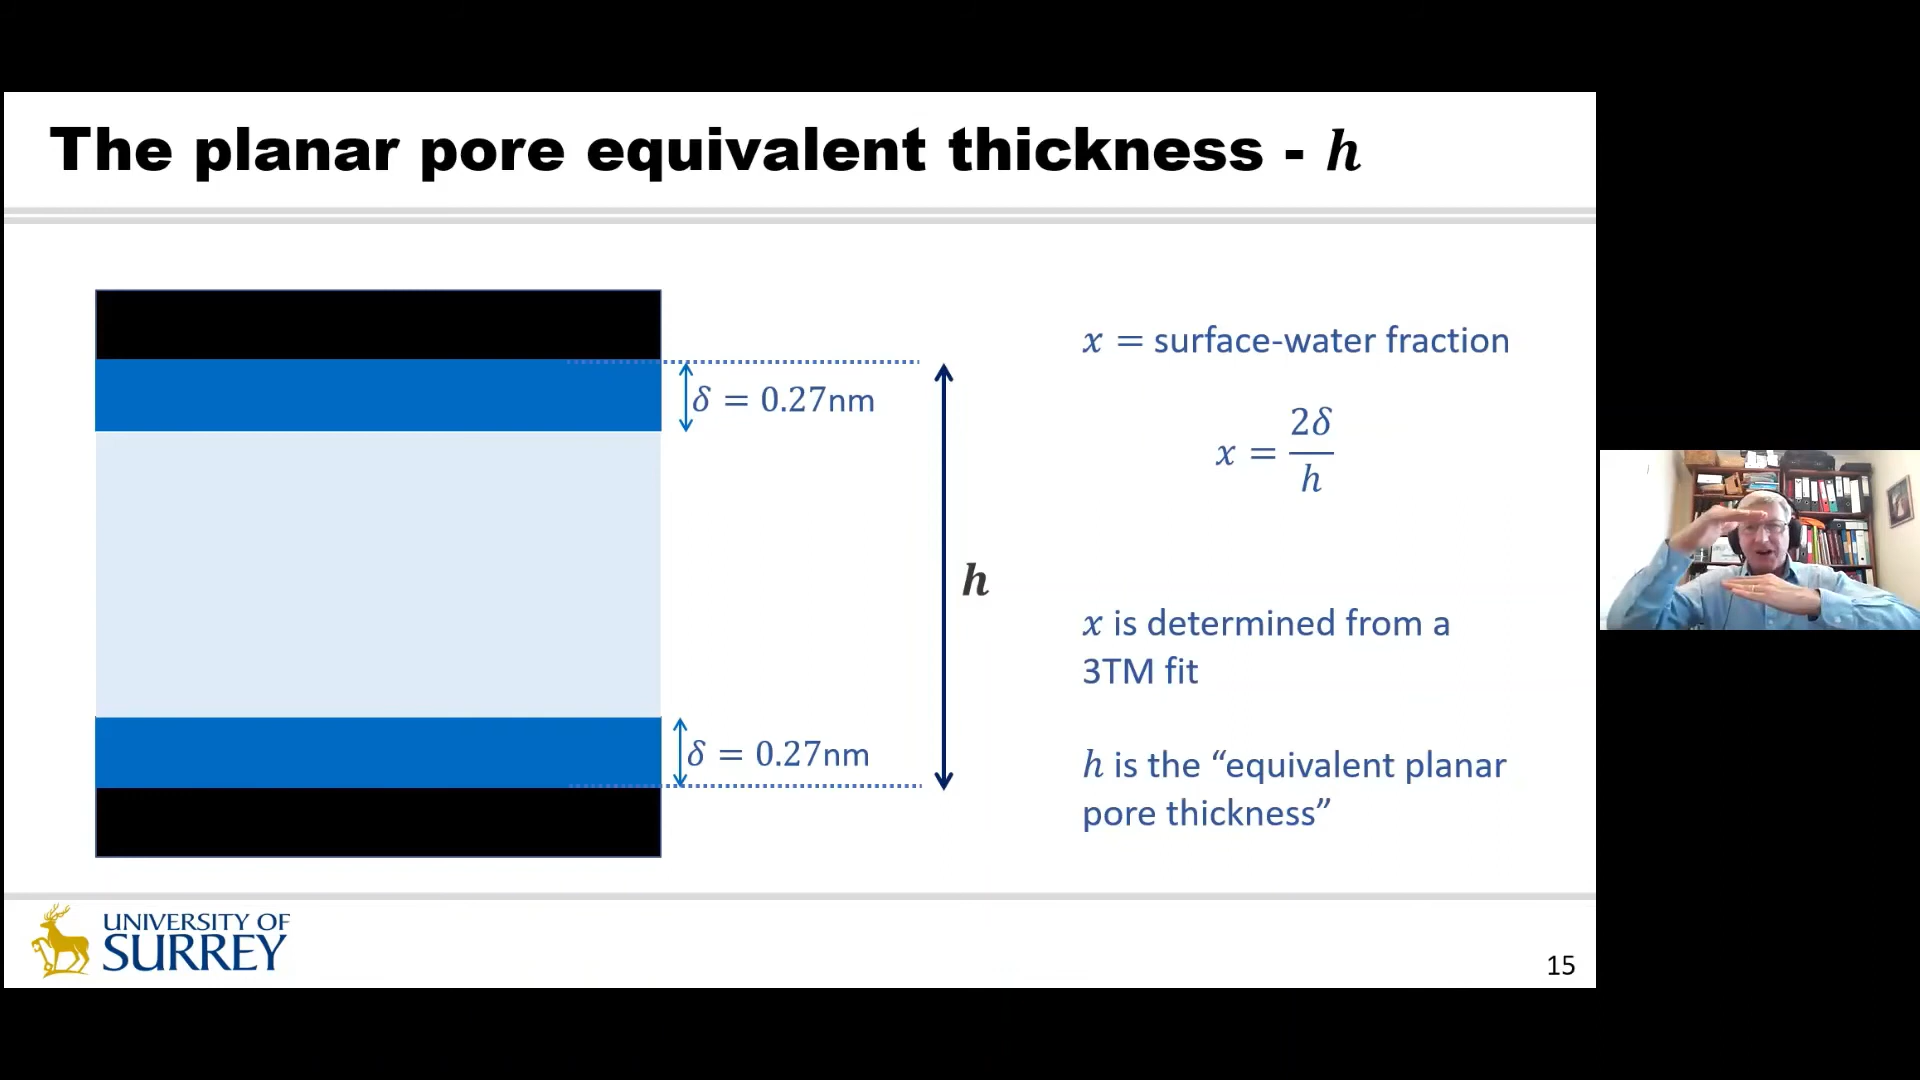 The planar pore equivalent thickness - h
δ = 0.27nm
h
δ = 0.27nm
x = surface-water fraction
x = 2δ/h
x is determined from a
3TM fit
h is the “equivalent planar
pore thickness”
UNIVERSITY OF
SURREY
15